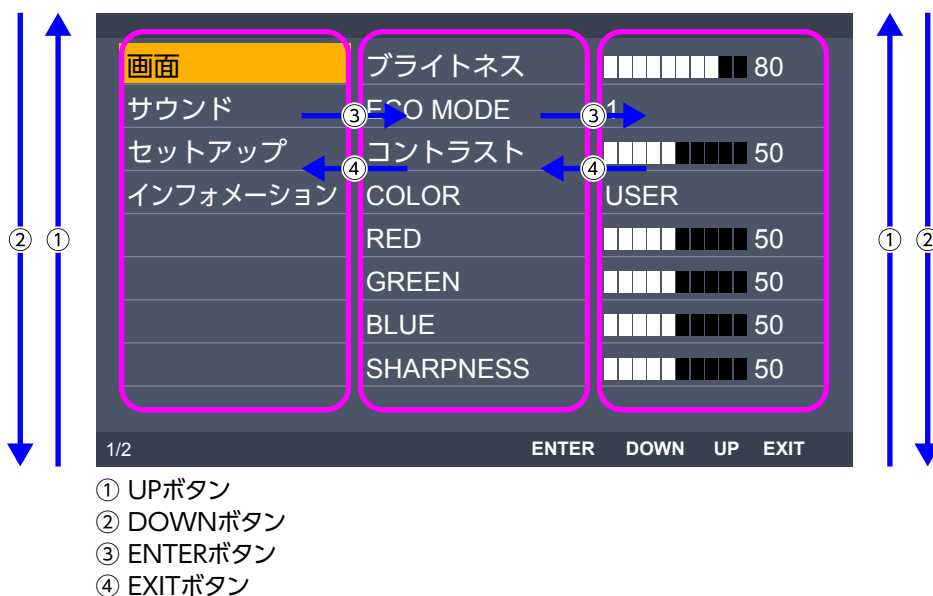 画面 ブライトネス 80
サウンド ③ ECO MODE ③ 1
セットアップ ④ コントラスト ④ 50
インフォメーション COLOR USER
② ① RED 50 ① ②
GREEN 50
BLUE 50
SHARPNESS 50
1/2 ENTER DOWN UP EXIT
① UPボタン
② DOWNボタン
③ ENTERボタン
④ EXITボタン